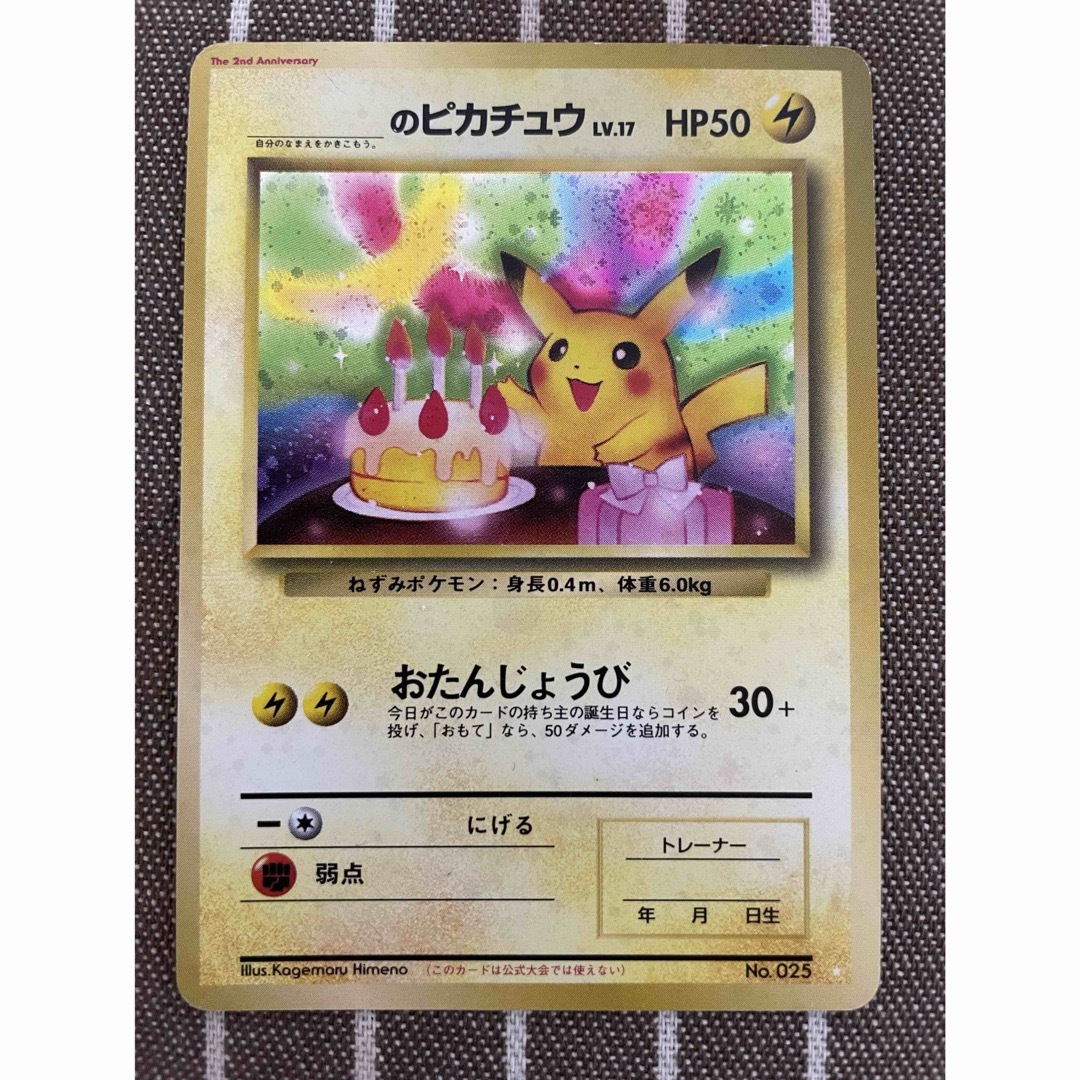 The 2nd Anniversary
のピカチュウ LV.17 HP50
自分のなまえをかきこもう。
ねずみポケモン：身長0.4m、体重6.0kg
おたんじょうび 30+
今日がこのカードの持ち主の誕生日ならコインを
投げ、「おもて」なら、50ダメージを追加する。
にげる
弱点
トレーナー
年 月 日生
Illus.Kagemaru Himeno （このカードは公式大会では使えない） No. 025